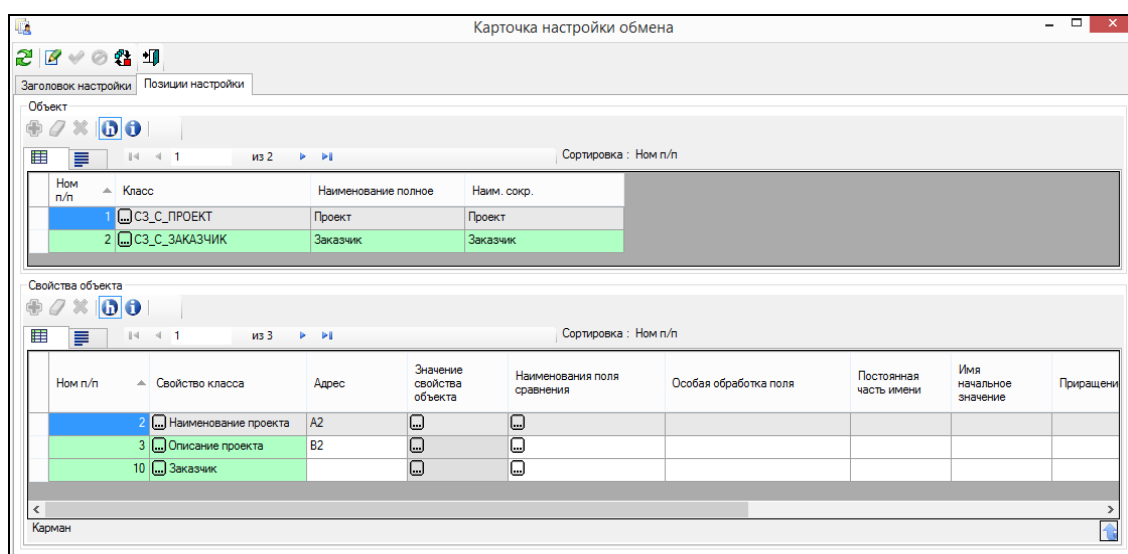 Карточка настройки обмена
Заголовок настройки Позиции настройки
Объект
1 из 2 Сортировка : Ном п/п
Ном п/п Класс Наименование полное Наим. сокр.
1 ... СЗ_С_ПРОЕКТ Проект Проект
2 ... СЗ_С_ЗАКАЗЧИК Заказчик Заказчик
Свойства объекта
1 из 3 Сортировка : Ном п/п
Ном п/п Свойство класса Адрес Значение свойства объекта Наименования поля сравнения Особая обработка поля Постоянная часть имени Имя начальное значение Приращени
2 ... Наименование проекта A2 ... ...
3 ... Описание проекта B2 ... ...
10 ... Заказчик ... ...
Карман